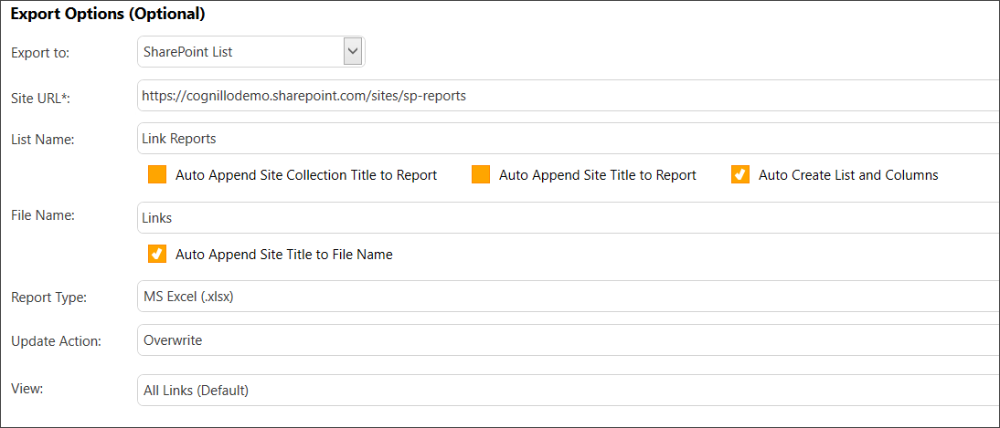 Export Options (Optional)
Export to: SharePoint List
Site URL*: https://cognillodemo.sharepoint.com/sites/sp-reports
List Name: Link Reports
Auto Append Site Collection Title to Report Auto Append Site Title to Report Auto Create List and Columns
File Name: Links
Auto Append Site Title to File Name
Report Type: MS Excel (.xlsx)
Update Action: Overwrite
View: All Links (Default)